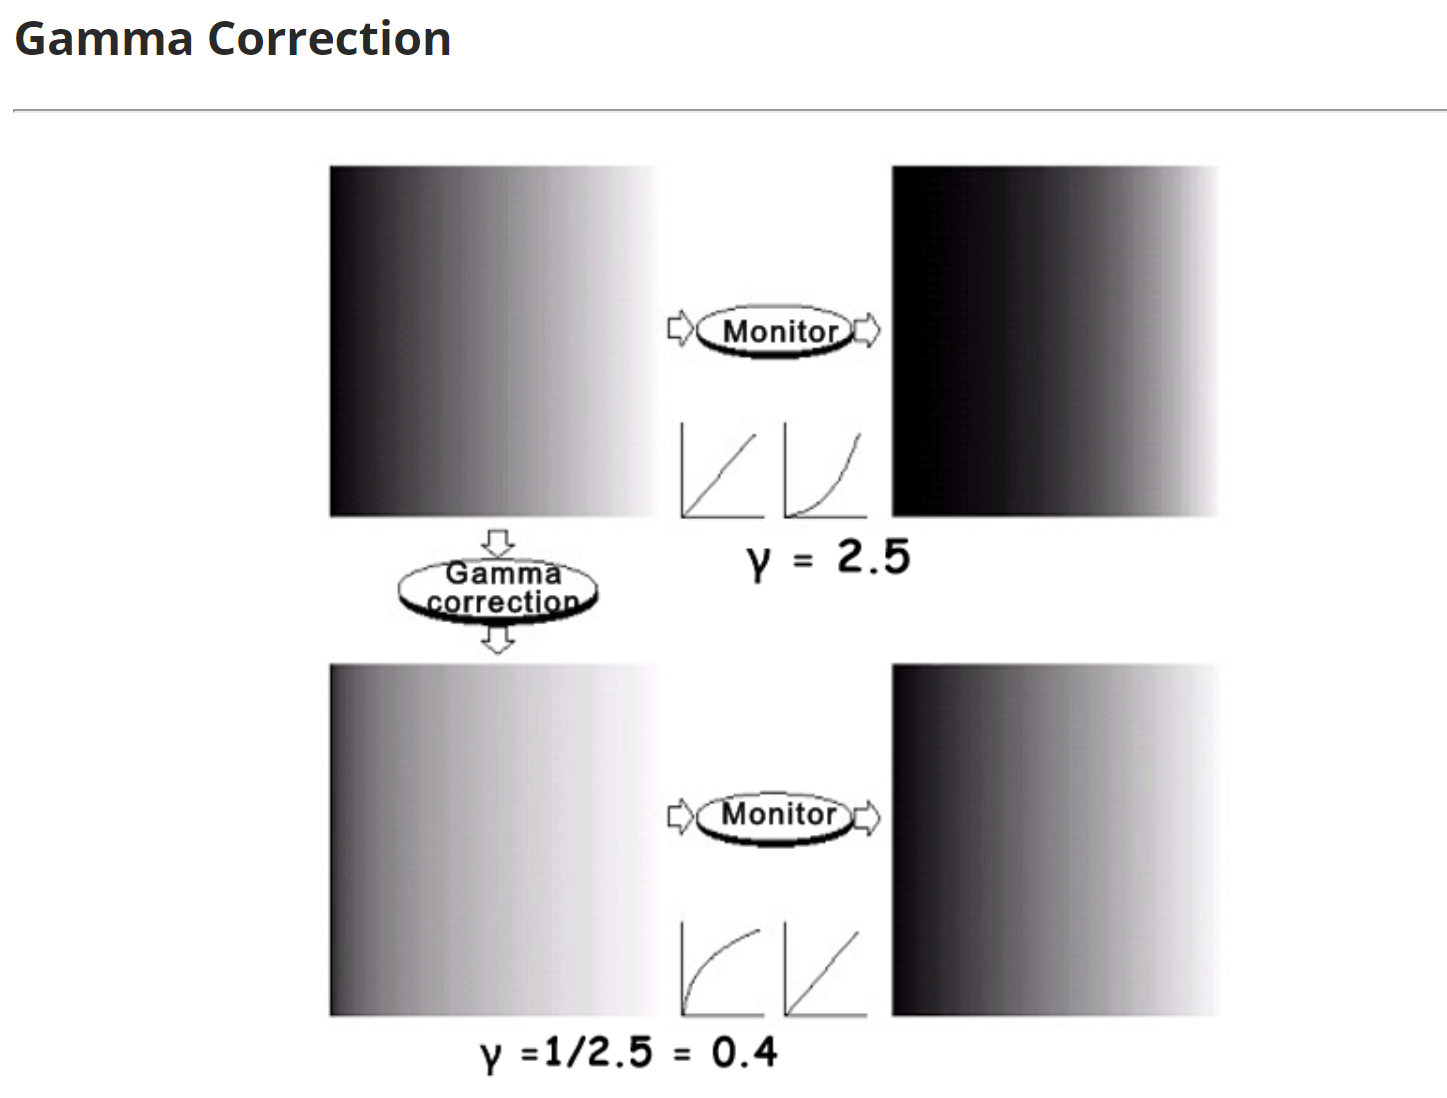 Gamma Correction
Monitor
γ = 2.5
Gamma
correction
Monitor
γ =1/2.5 = 0.4